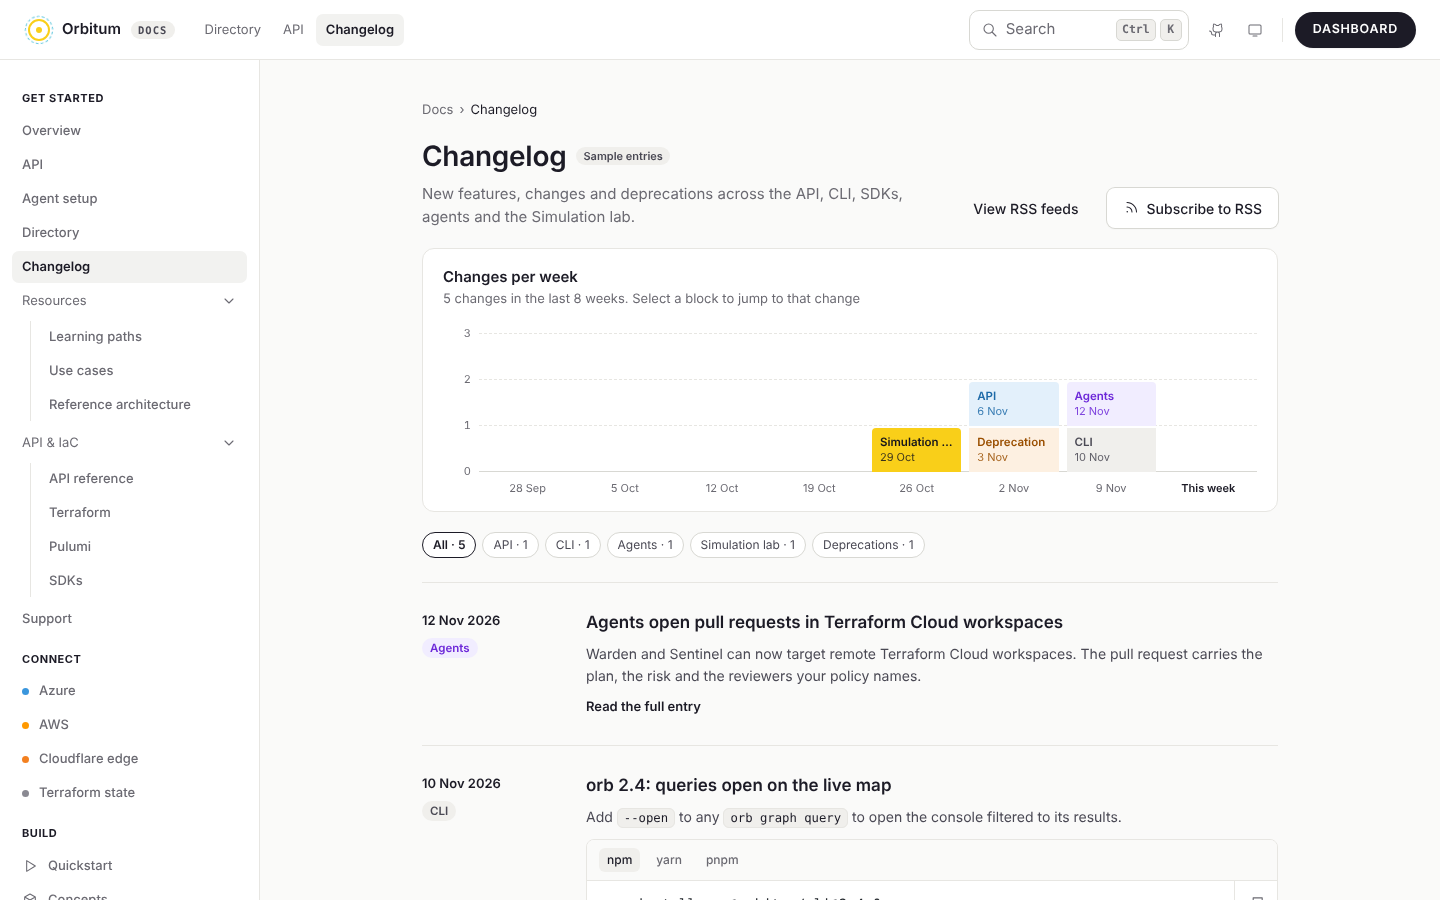 Orbitum DOCS Directory API Changelog Search Ctrl K DASHBOARD
GET STARTED
Overview
API
Agent setup
Directory
Changelog
Resources
Learning paths
Use cases
Reference architecture
API & IaC
API reference
Terraform
Pulumi
SDKs
Support
CONNECT
Azure
AWS
Cloudflare edge
Terraform state
BUILD
Quickstart
Concepts
Docs › Changelog
Changelog Sample entries
New features, changes and deprecations across the API, CLI, SDKs,
agents and the Simulation lab.
View RSS feeds Subscribe to RSS
Changes per week
5 changes in the last 8 weeks. Select a block to jump to that change
3
2
1
0
API
6 Nov
Agents
12 Nov
Simulation ...
29 Oct
Deprecation
3 Nov
CLI
10 Nov
28 Sep 5 Oct 12 Oct 19 Oct 26 Oct 2 Nov 9 Nov This week
All · 5 API · 1 CLI · 1 Agents · 1 Simulation lab · 1 Deprecations · 1
12 Nov 2026
Agents
Agents open pull requests in Terraform Cloud workspaces
Warden and Sentinel can now target remote Terraform Cloud workspaces. The pull request carries the
plan, the risk and the reviewers your policy names.
Read the full entry
10 Nov 2026
CLI
orb 2.4: queries open on the live map
Add --open to any orb graph query to open the console filtered to its results.
npm yarn pnpm